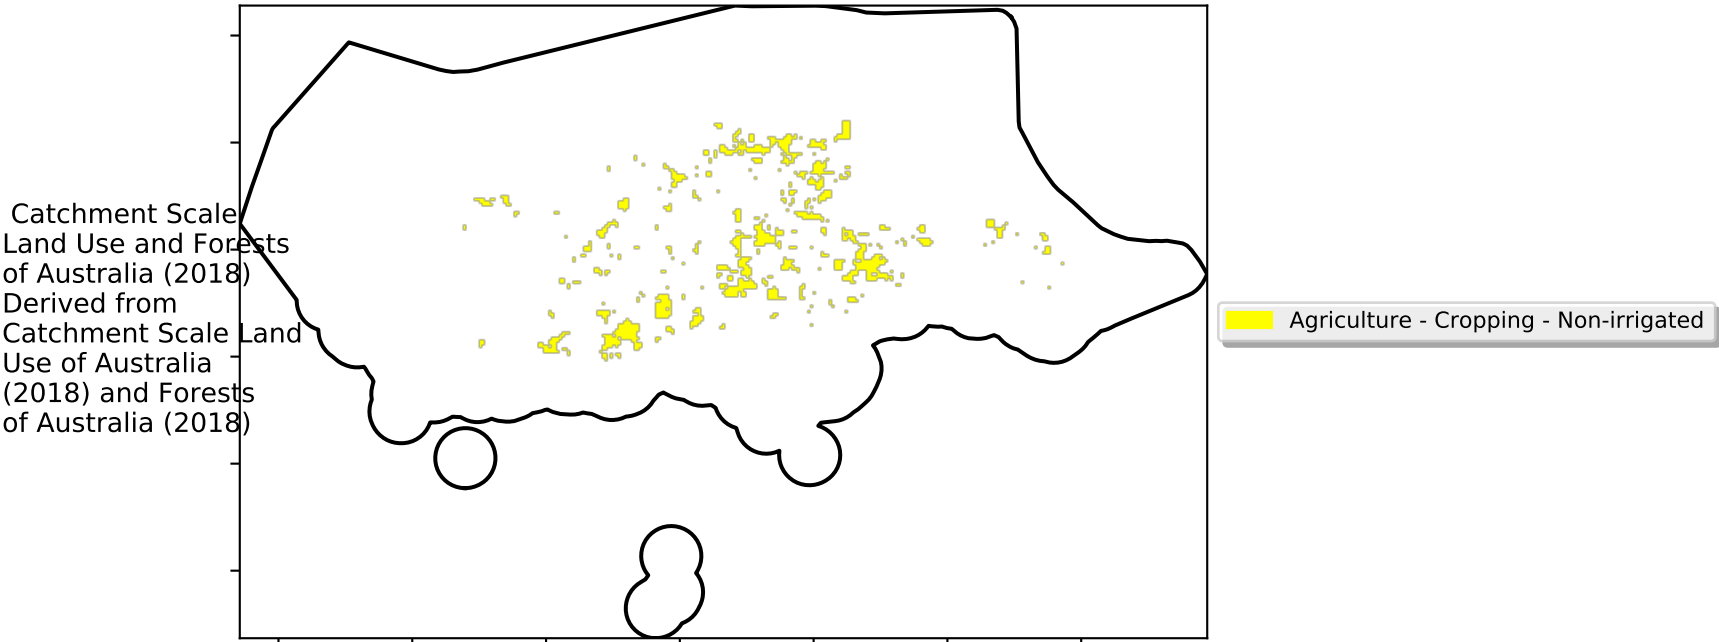 Catchment Scale
Land Use and Forests
of Australia (2018)
Derived from
Catchment Scale Land
Use of Australia
(2018) and Forests
of Australia (2018)
Agriculture - Cropping - Non-irrigated